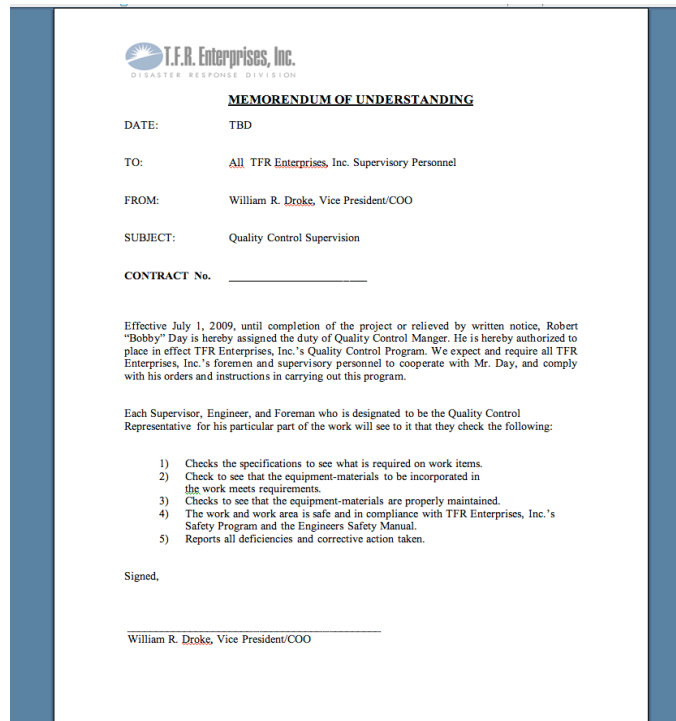 T.F.R. Enterprises, Inc.
DISASTER RESPONSE DIVISION
MEMORENDUM OF UNDERSTANDING
DATE: TBD
TO: All TFR Enterprises, Inc. Supervisory Personnel
FROM: William R. Droke, Vice President/COO
SUBJECT: Quality Control Supervision
CONTRACT No. ____________________
Effective July 1, 2009, until completion of the project or relieved by written notice, Robert
“Bobby” Day is hereby assigned the duty of Quality Control Manger. He is hereby authorized to
place in effect TFR Enterprises, Inc.’s Quality Control Program. We expect and require all TFR
Enterprises, Inc.’s foremen and supervisory personnel to cooperate with Mr. Day, and comply
with his orders and instructions in carrying out this program.
Each Supervisor, Engineer, and Foreman who is designated to be the Quality Control
Representative for his particular part of the work will see to it that they check the following:
1) Checks the specifications to see what is required on work items.
2) Check to see that the equipment-materials to be incorporated in
the work meets requirements.
3) Checks to see that the equipment-materials are properly maintained.
4) The work and work area is safe and in compliance with TFR Enterprises, Inc.’s
Safety Program and the Engineers Safety Manual.
5) Reports all deficiencies and corrective action taken.
Signed,
William R. Droke, Vice President/COO